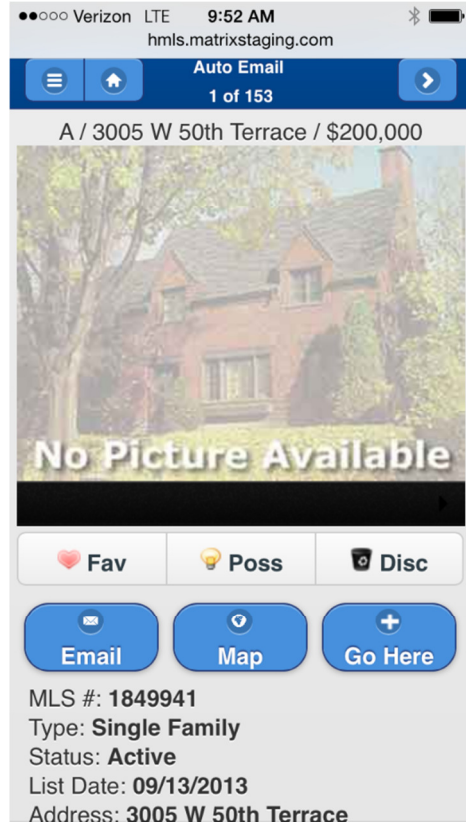 Verizon LTE 9:52 AM
hmls.matrixstaging.com
Auto Email
1 of 153
A / 3005 W 50th Terrace / $200,000
No Picture Available
Fav Poss Disc
Email Map Go Here
MLS #: 1849941
Type: Single Family
Status: Active
List Date: 09/13/2013
Address: 3005 W 50th Terrace